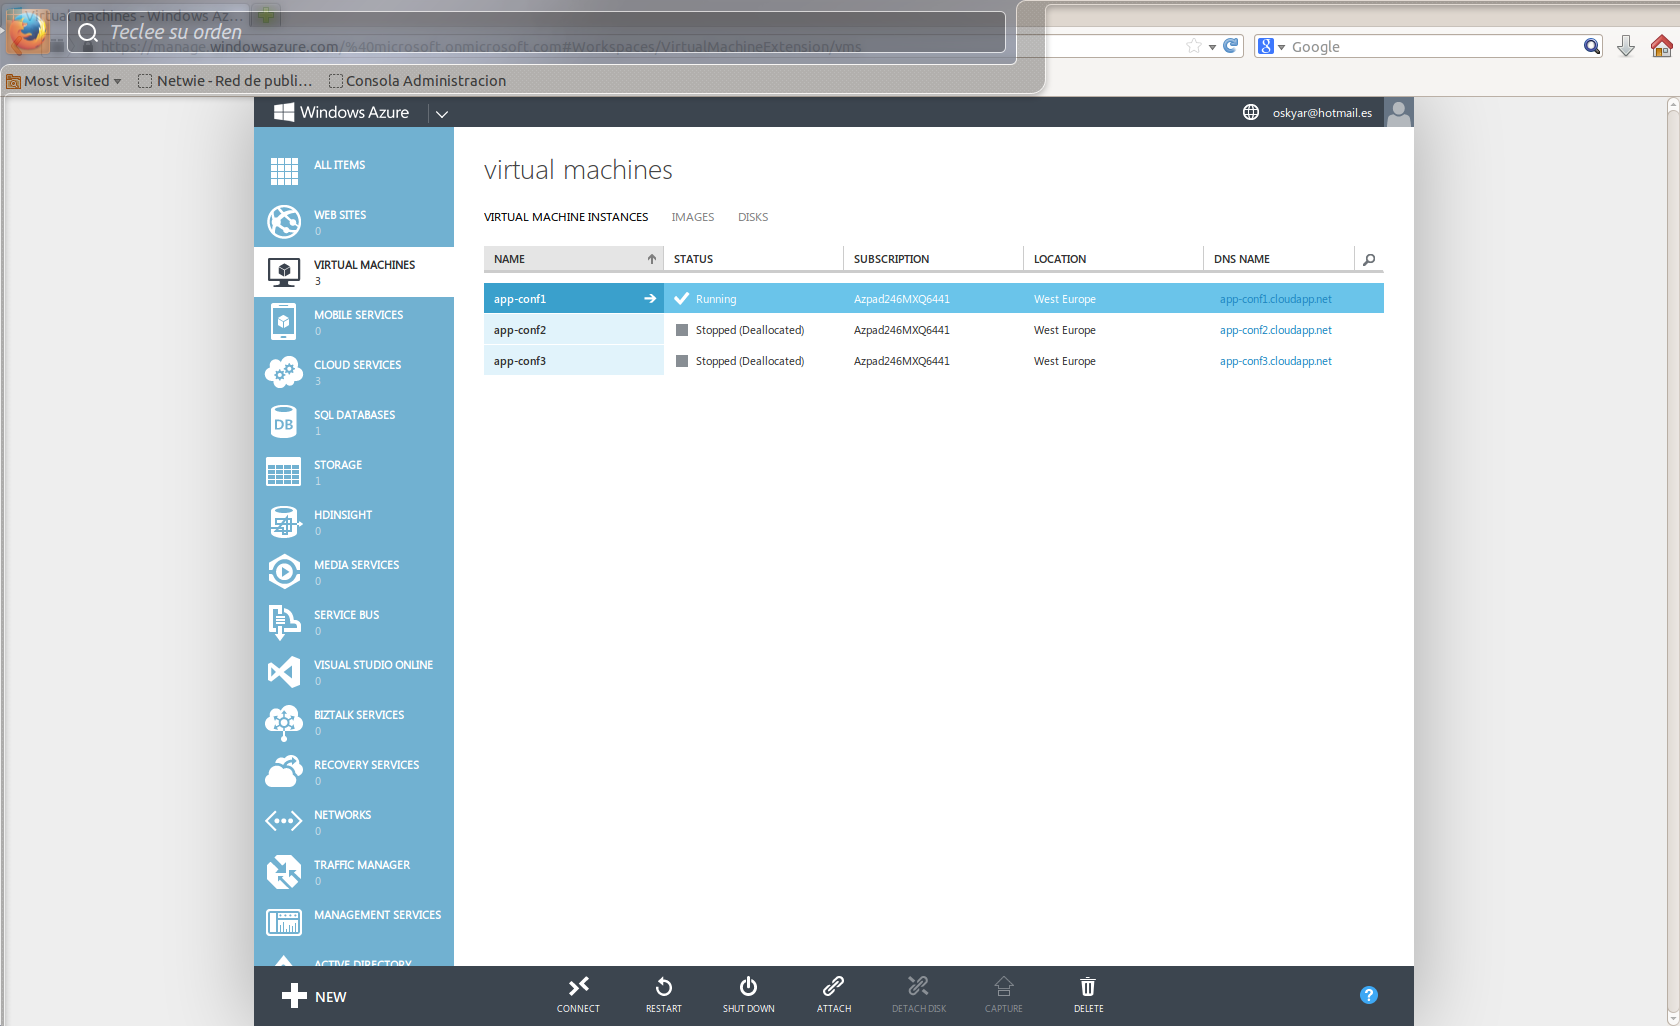 Virtual machines - Windows Az...
Teclee su orden
https://manage.windowsazure.com/%40microsoft.onmicrosoft.com#Workspaces/VirtualMachineExtension/vms
8 Google
Most Visited
Netwie - Red de publi...
Consola Administracion
Windows Azure
oskyar@hotmail.es
ALL ITEMS
WEB SITES
0
VIRTUAL MACHINES
3
MOBILE SERVICES
0
CLOUD SERVICES
3
SQL DATABASES
1
DB
STORAGE
1
HDINSIGHT
0
MEDIA SERVICES
0
SERVICE BUS
0
VISUAL STUDIO ONLINE
0
BIZTALK SERVICES
0
RECOVERY SERVICES
0
NETWORKS
0
TRAFFIC MANAGER
0
MANAGEMENT SERVICES
ACTIVE DIRECTORY
virtual machines
VIRTUAL MACHINE INSTANCES IMAGES DISKS
NAME STATUS SUBSCRIPTION LOCATION DNS NAME
app-conf1 Running Azpad246MXQ6441 West Europe app-conf1.cloudapp.net
app-conf2 Stopped (Deallocated) Azpad246MXQ6441 West Europe app-conf2.cloudapp.net
app-conf3 Stopped (Deallocated) Azpad246MXQ6441 West Europe app-conf3.cloudapp.net
NEW
CONNECT RESTART SHUT DOWN ATTACH DETACH DISK CAPTURE DELETE
?